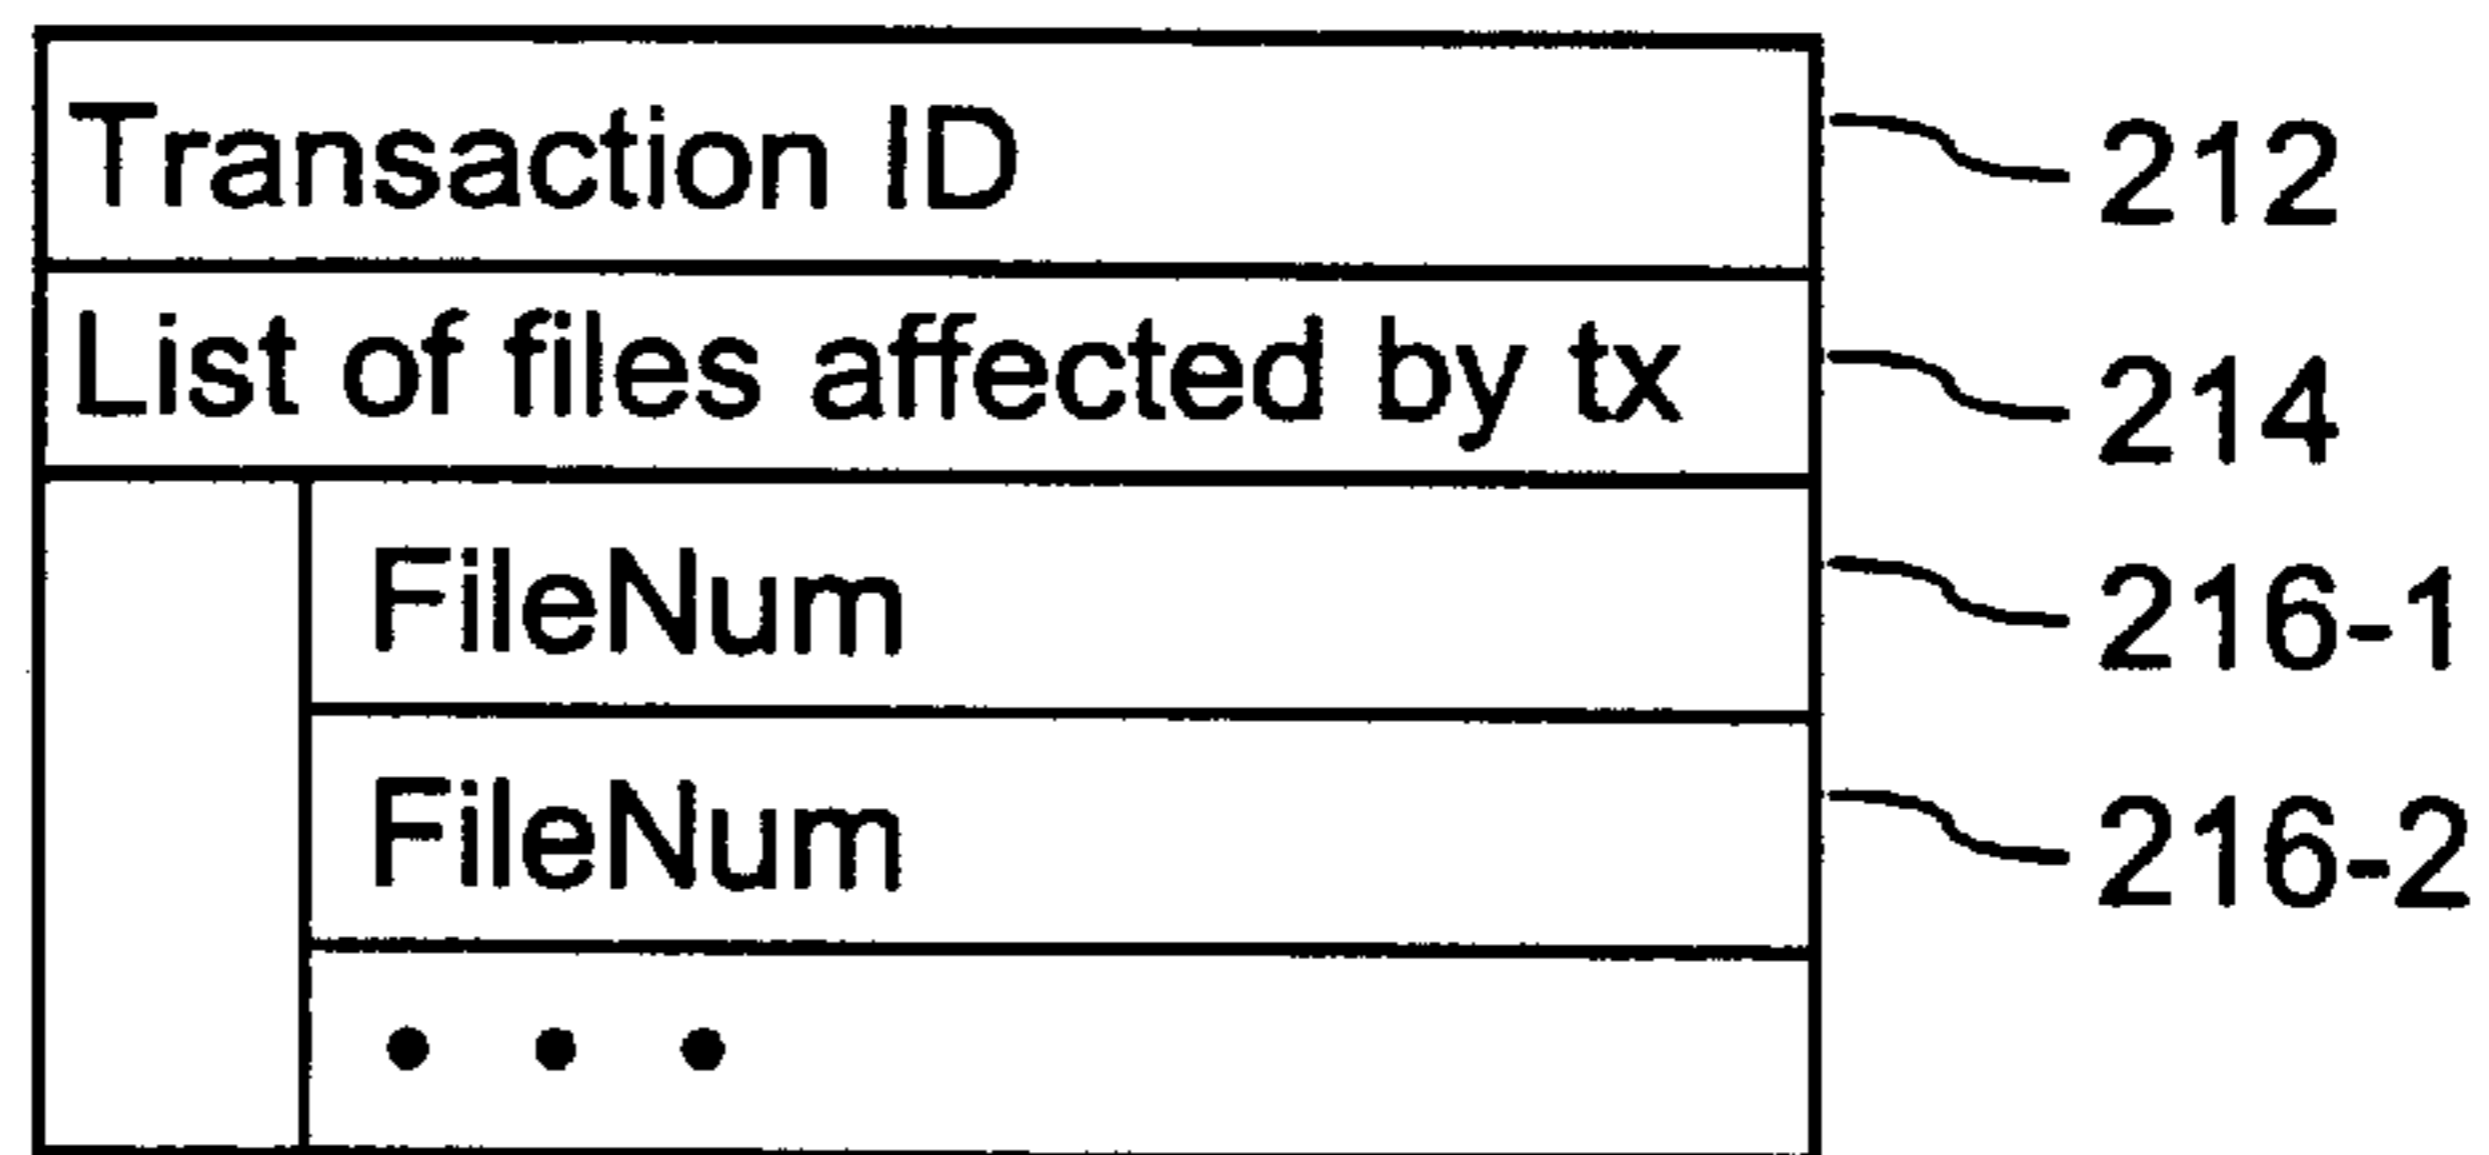 Transaction ID 212
List of files affected by tx 214
FileNum 216-1
FileNum 216-2
• • •